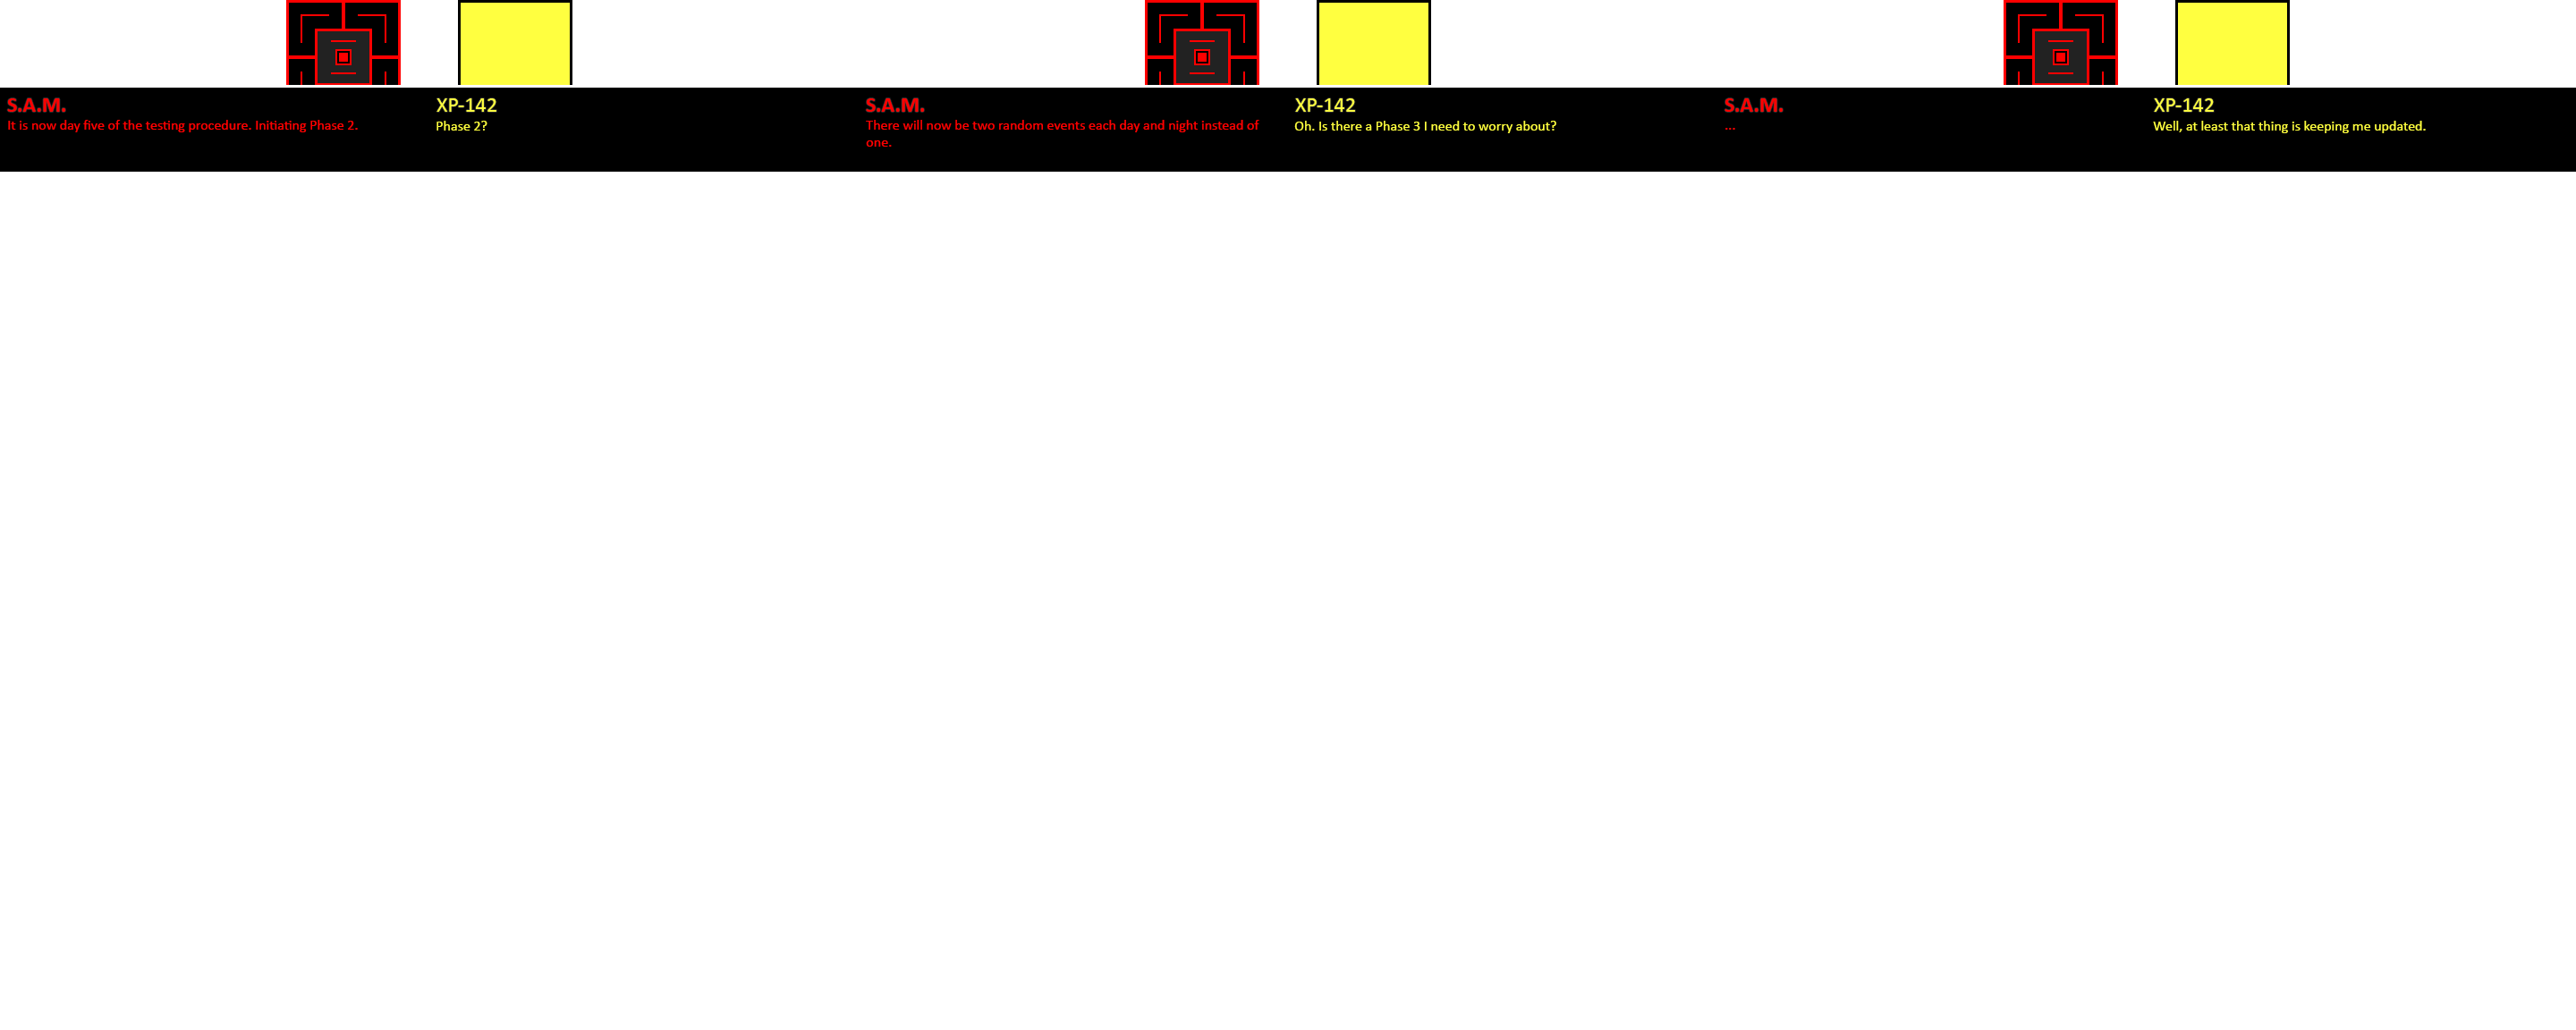 S.A.M.
It is now day five of the testing procedure. Initiating Phase 2.
XP-142
Phase 2?
S.A.M.
There will now be two random events each day and night instead of
one.
XP-142
Oh. Is there a Phase 3 I need to worry about?
S.A.M.
...
XP-142
Well, at least that thing is keeping me updated.